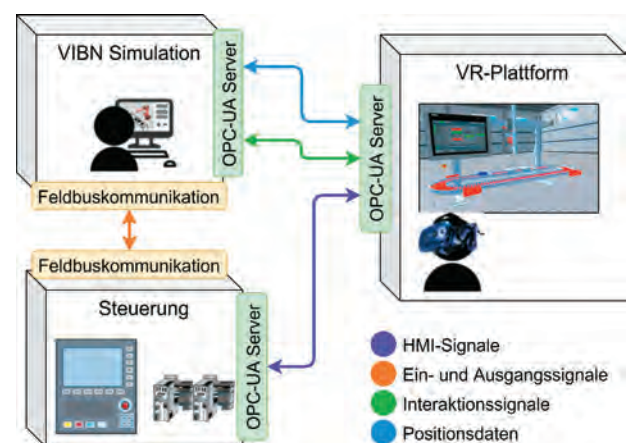 VIBN Simulation
OPC-UA Server
Feldbuskommunikation
Feldbuskommunikation
Steuerung
OPC-UA Server
OPC-UA Server
VR-Plattform
HMI-Signale
Ein- und Ausgangssignale
Interaktionssignale
Positionsdaten